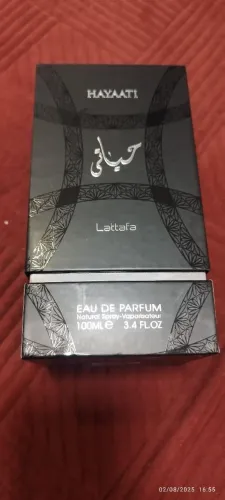 HAYAATI
حياتي
Lattafa
EAU DE PARFUM
Natural Spray-Vaporisateur
100ML e 3.4 FL.OZ
02/08/2025 16:55